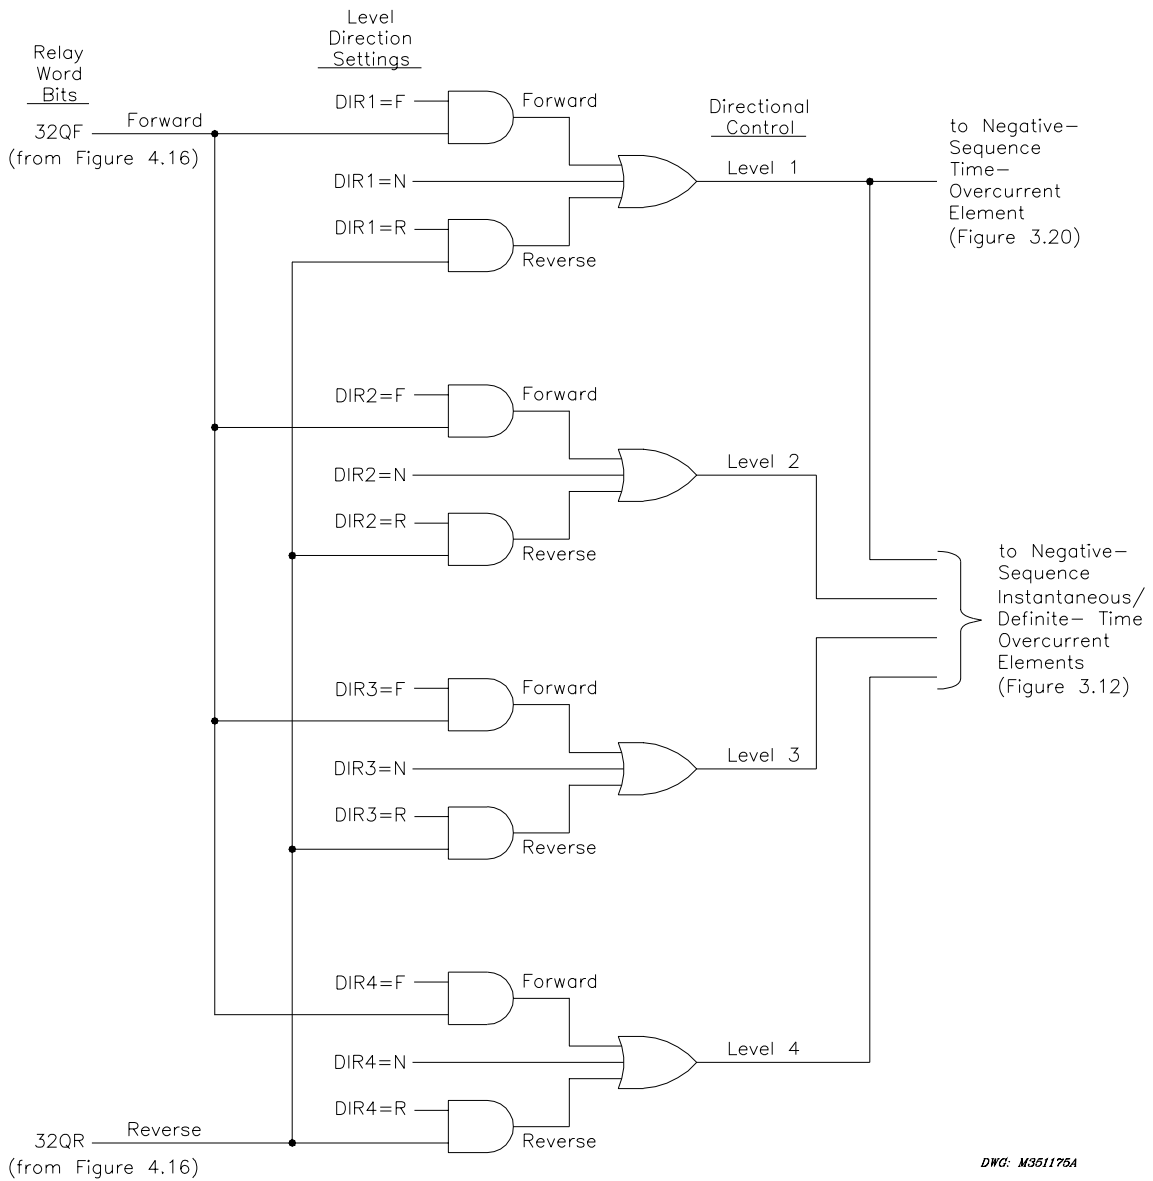 Level
Direction
Settings
Relay
Word
Bits
32QF
Forward
(from Figure 4.16)
DIR1=F
Forward
DIR1=N
DIR1=R
Reverse
Directional
Control
Level 1
to Negative-
Sequence
Time-
Overcurrent
Element
(Figure 3.20)
DIR2=F
Forward
DIR2=N
DIR2=R
Reverse
Level 2
to Negative-
Sequence
Instantaneous/
Definite- Time
Overcurrent
Elements
(Figure 3.12)
DIR3=F
Forward
DIR3=N
DIR3=R
Reverse
Level 3
DIR4=F
Forward
DIR4=N
DIR4=R
Reverse
Level 4
32QR
Reverse
(from Figure 4.16)
DWG: M351175A